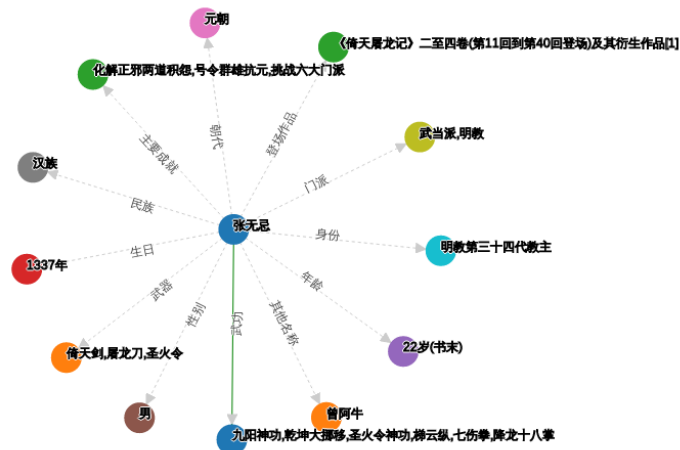 元朝
《倚天屠龙记》二至四卷(第11回到第40回登场)及其衍生作品[1]
化解正邪两道积怨,号令群雄抗元,挑战六大门派
朝代
登场作品
武当派,明教
主要成就
汉族
门派
民族
张无忌
身份
明教第三十四代教主
生日
1337年
武器
年龄
性别
武功
其他名称
22岁(书末)
倚天剑,屠龙刀,圣火令
男
曾阿牛
九阳神功,乾坤大挪移,圣火令神功,梯云纵,七伤拳,降龙十八掌